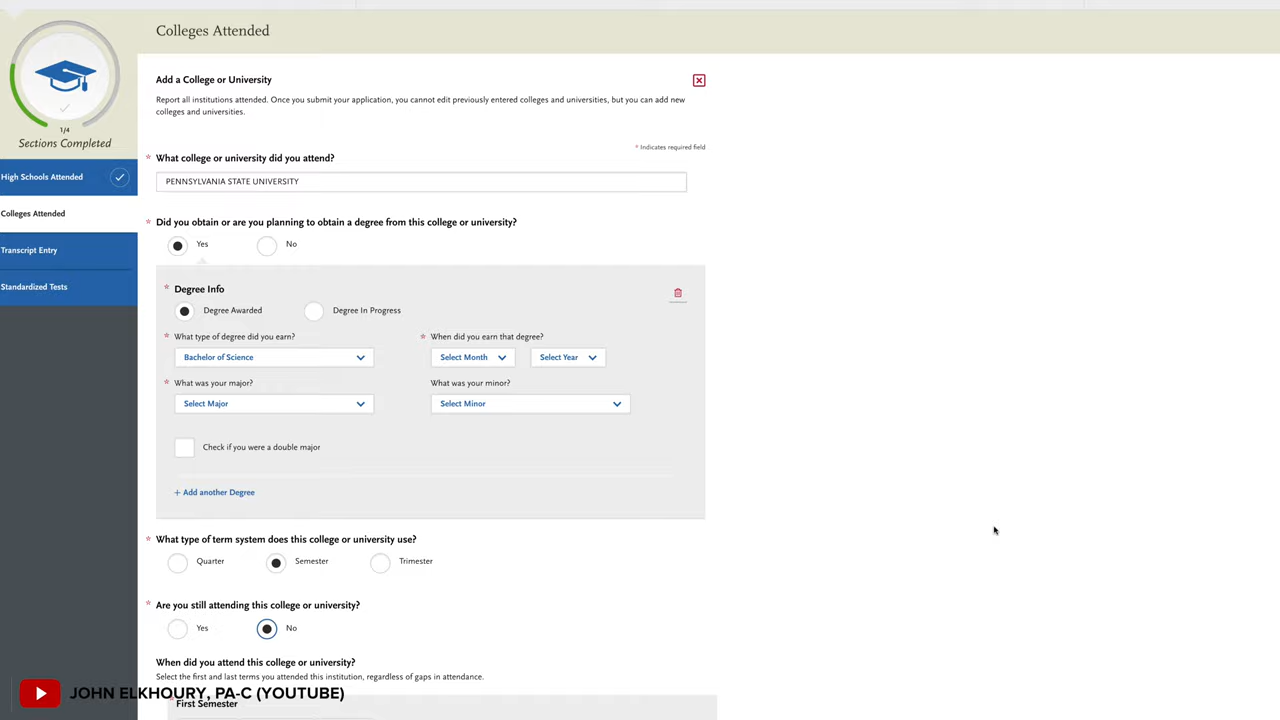 Colleges Attended
1/4
Sections Completed
High Schools Attended
Colleges Attended
Transcript Entry
Standardized Tests
Add a College or University
Report all institutions attended. Once you submit your application, you cannot edit previously entered colleges and universities, but you can add new
colleges and universities.
* Indicates required field
* What college or university did you attend?
PENNSYLVANIA STATE UNIVERSITY
* Did you obtain or are you planning to obtain a degree from this college or university?
Yes No
* Degree Info
Degree Awarded Degree In Progress
* What type of degree did you earn? * When did you earn that degree?
Bachelor of Science Select Month Select Year
* What was your major? What was your minor?
Select Major Select Minor
Check if you were a double major
+ Add another Degree
* What type of term system does this college or university use?
Quarter Semester Trimester
* Are you still attending this college or university?
Yes No
When did you attend this college or university?
Select the first and last terms you attended this institution, regardless of gaps in attendance.
* First Semester
JOHN ELKHOURY, PA-C (YOUTUBE)